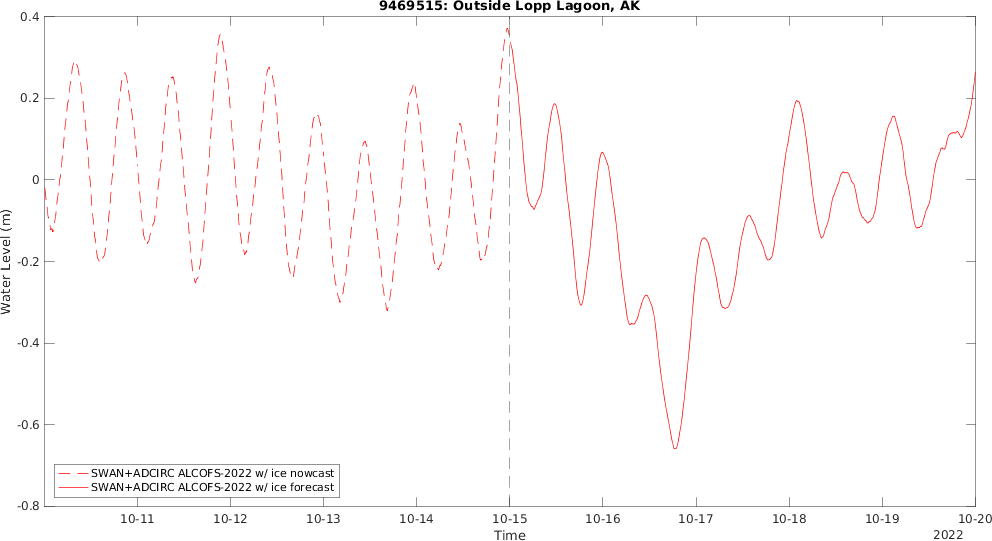 9469515: Outside Lopp Lagoon, AK
0.4
0.2
0
-0.2
-0.4
-0.6
-0.8
Water Level (m)
SWAN+ADCIRC ALCOFS-2022 w/ ice nowcast
SWAN+ADCIRC ALCOFS-2022 w/ ice forecast
10-11 10-12 10-13 10-14 10-15 10-16 10-17 10-18 10-19 10-20
Time
2022